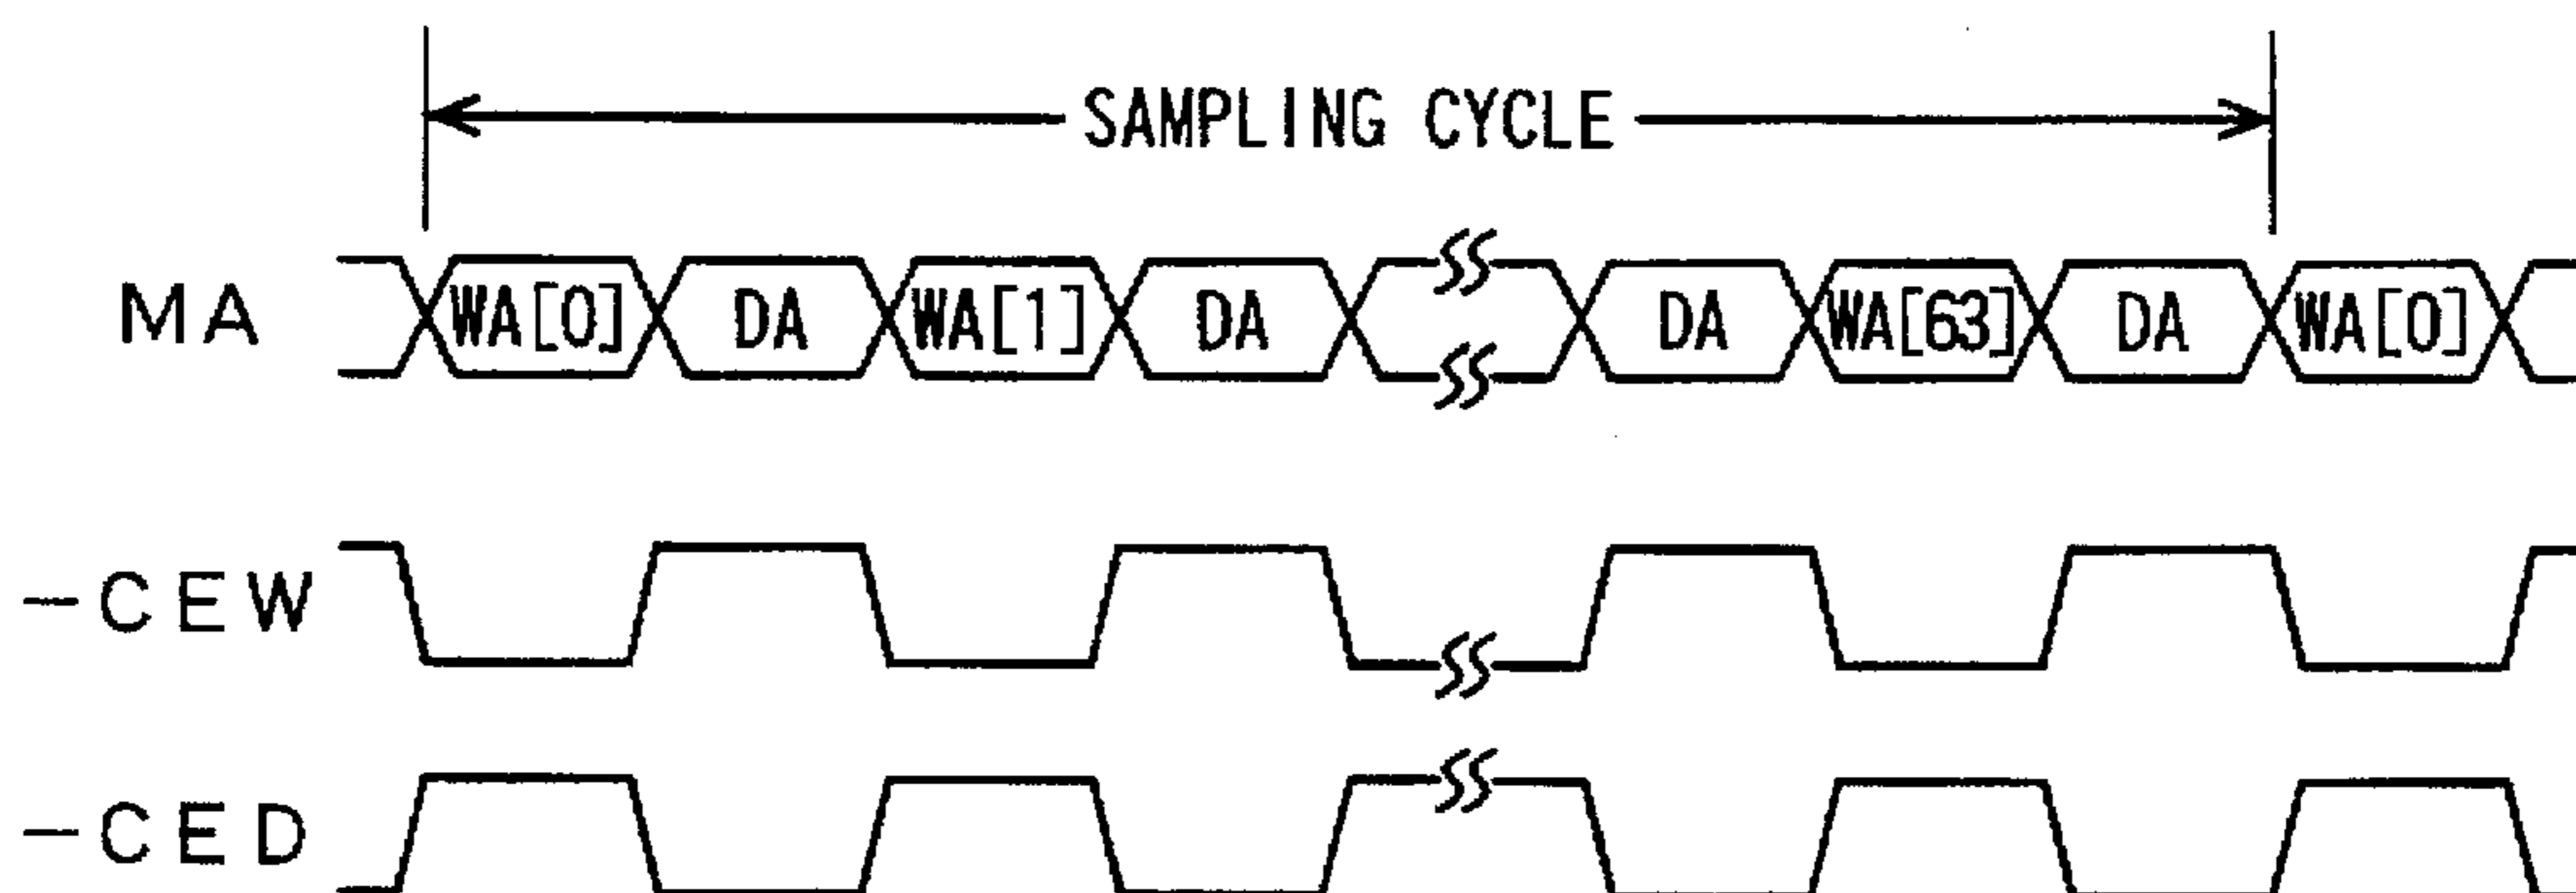 SAMPLING CYCLE
MA WA[0] DA WA[1] DA DA WA[63] DA WA[0]
-CEW
-CED